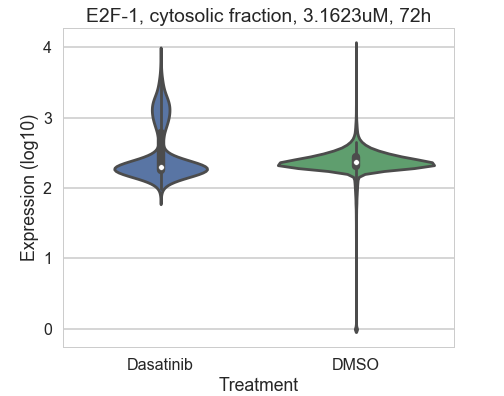 E2F-1, cytosolic fraction, 3.1623uM, 72h
Expression (log10)
4
3
2
1
0
Dasatinib DMSO
Treatment